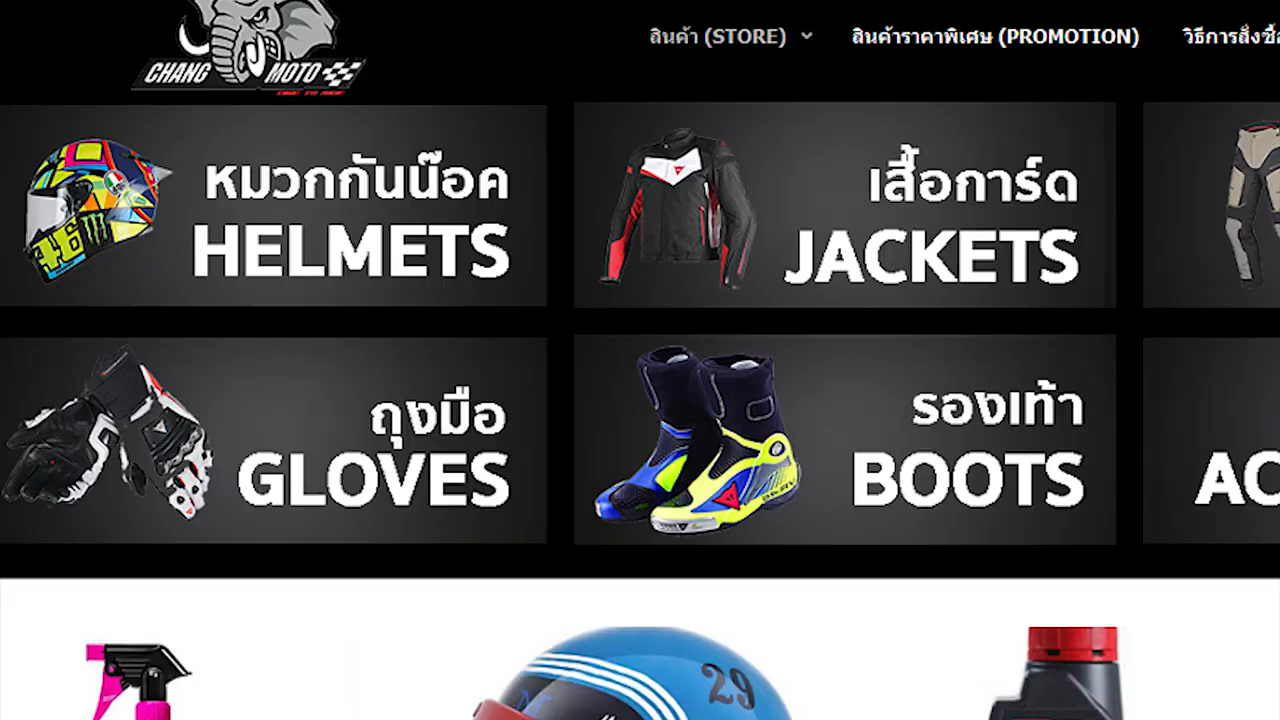 CHANG MOTO
สินค้า (STORE)
สินค้าราคาพิเศษ (PROMOTION)
หมวกกันน๊อค
HELMETS
เสื้อการ์ด
JACKETS
46
ถุงมือ
GLOVES
รองเท้า
BOOTS
29